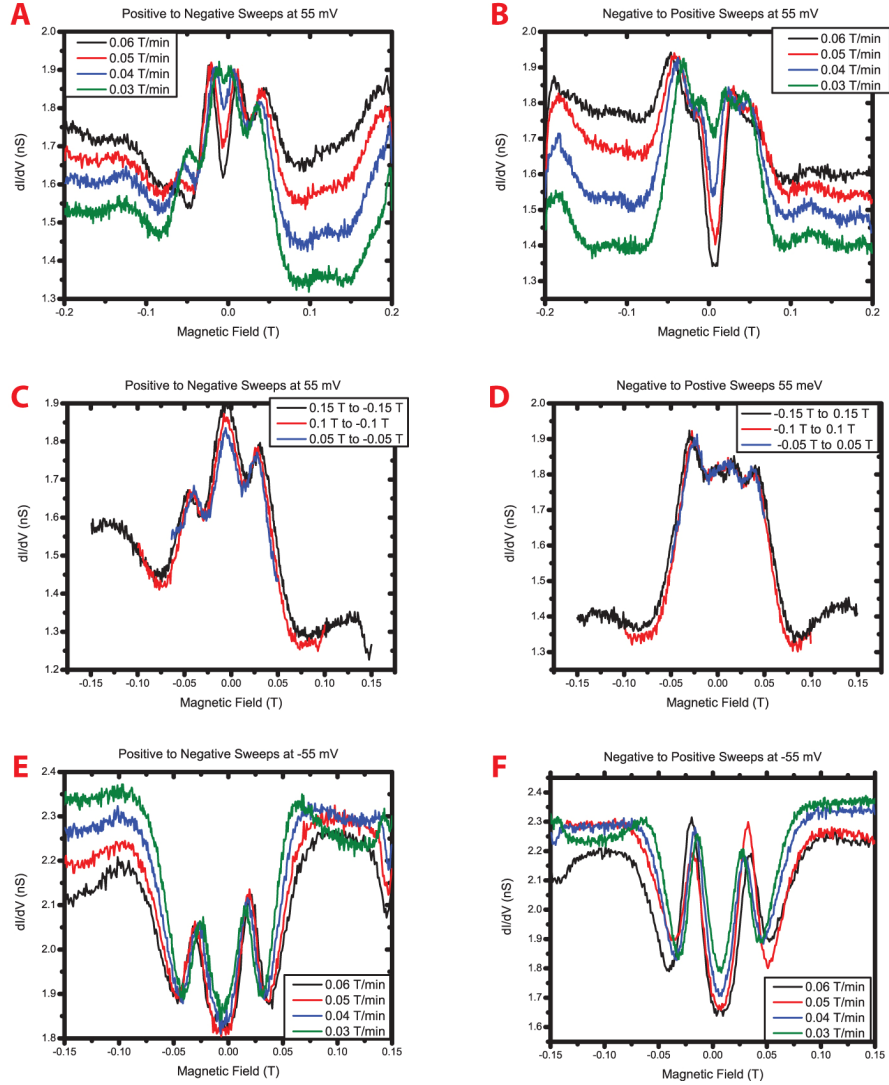 A
Positive to Negative Sweeps at 55 mV
2.0
1.9
1.8
1.7
1.6
1.5
1.4
1.3
dI/dV (nS)
0.06 T/min
0.05 T/min
0.04 T/min
0.03 T/min
-0.2
-0.1
0.0
0.1
0.2
Magnetic Field (T)
B
Negative to Positive Sweeps at 55 mV
2.0
1.9
1.8
1.7
1.6
1.5
1.4
1.3
dI/dV (nS)
0.06 T/min
0.05 T/min
0.04 T/min
0.03 T/min
-0.2
-0.1
0.0
0.1
0.2
Magnetic Field (T)
C
Positive to Negative Sweeps at 55 mV
1.9
1.8
1.7
1.6
1.5
1.4
1.3
1.2
dI/dV (nS)
0.15 T to -0.15 T
0.1 T to -0.1 T
0.05 T to -0.05 T
-0.15
-0.10
-0.05
0.00
0.05
0.10
0.15
Magnetic Field (T)
D
Negative to Postive Sweeps 55 meV
2.0
1.9
1.8
1.7
1.6
1.5
1.4
1.3
dI/dV (nS)
-0.15 T to 0.15 T
-0.1 T to 0.1 T
-0.05 T to 0.05 T
-0.15
-0.10
-0.05
0.00
0.05
0.10
0.15
Magnetic Field (T)
E
Positive to Negative Sweeps at -55 mV
2.4
2.3
2.2
2.1
2.0
1.9
1.8
dI/dV (nS)
0.06 T/min
0.05 T/min
0.04 T/min
0.03 T/min
-0.15
-0.10
-0.05
0.00
0.05
0.10
0.15
Magnetic Field (T)
F
Negative to Positive Sweeps at -55 mV
2.4
2.3
2.2
2.1
2.0
1.9
1.8
1.7
1.6
dI/dV (nS)
0.06 T/min
0.05 T/min
0.04 T/min
0.03 T/min
-0.15
-0.10
-0.05
0.00
0.05
0.10
0.15
Magnetic Field (T)